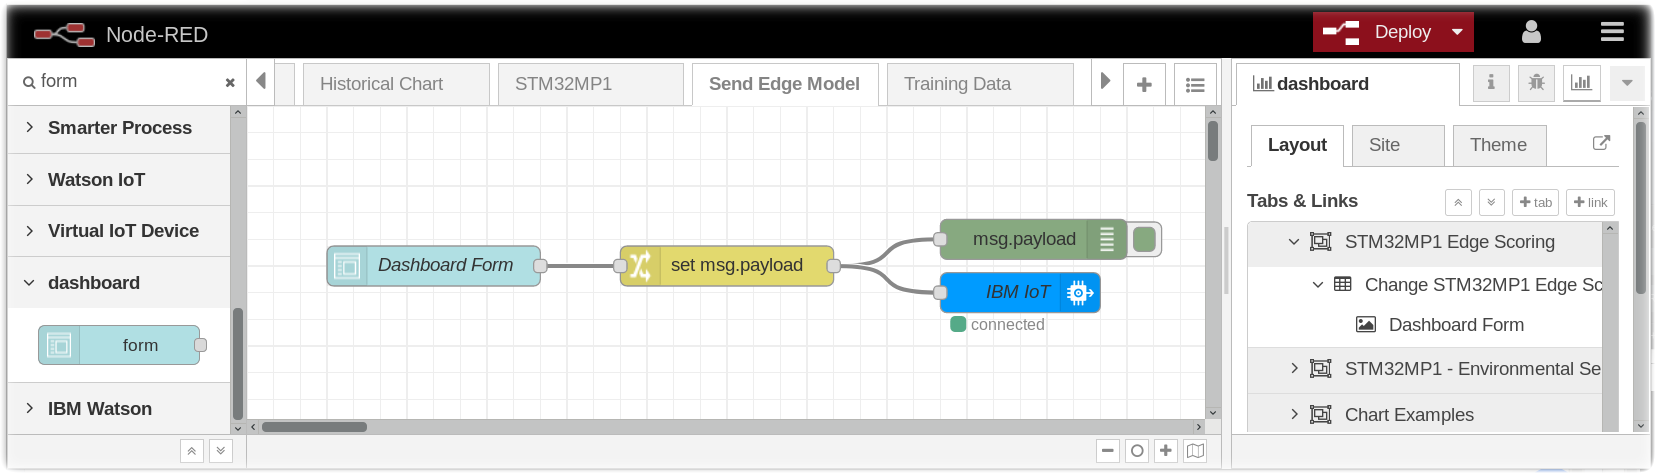 Node-RED
Deploy
form
Historical Chart
STM32MP1
Send Edge Model
Training Data
dashboard
Smarter Process
Watson IoT
Virtual IoT Device
dashboard
form
IBM Watson
Dashboard Form
set msg.payload
msg.payload
IBM IoT
connected
Layout
Site
Theme
Tabs & Links
tab
link
STM32MP1 Edge Scoring
Change STM32MP1 Edge Sc
Dashboard Form
STM32MP1 - Environmental Se
Chart Examples